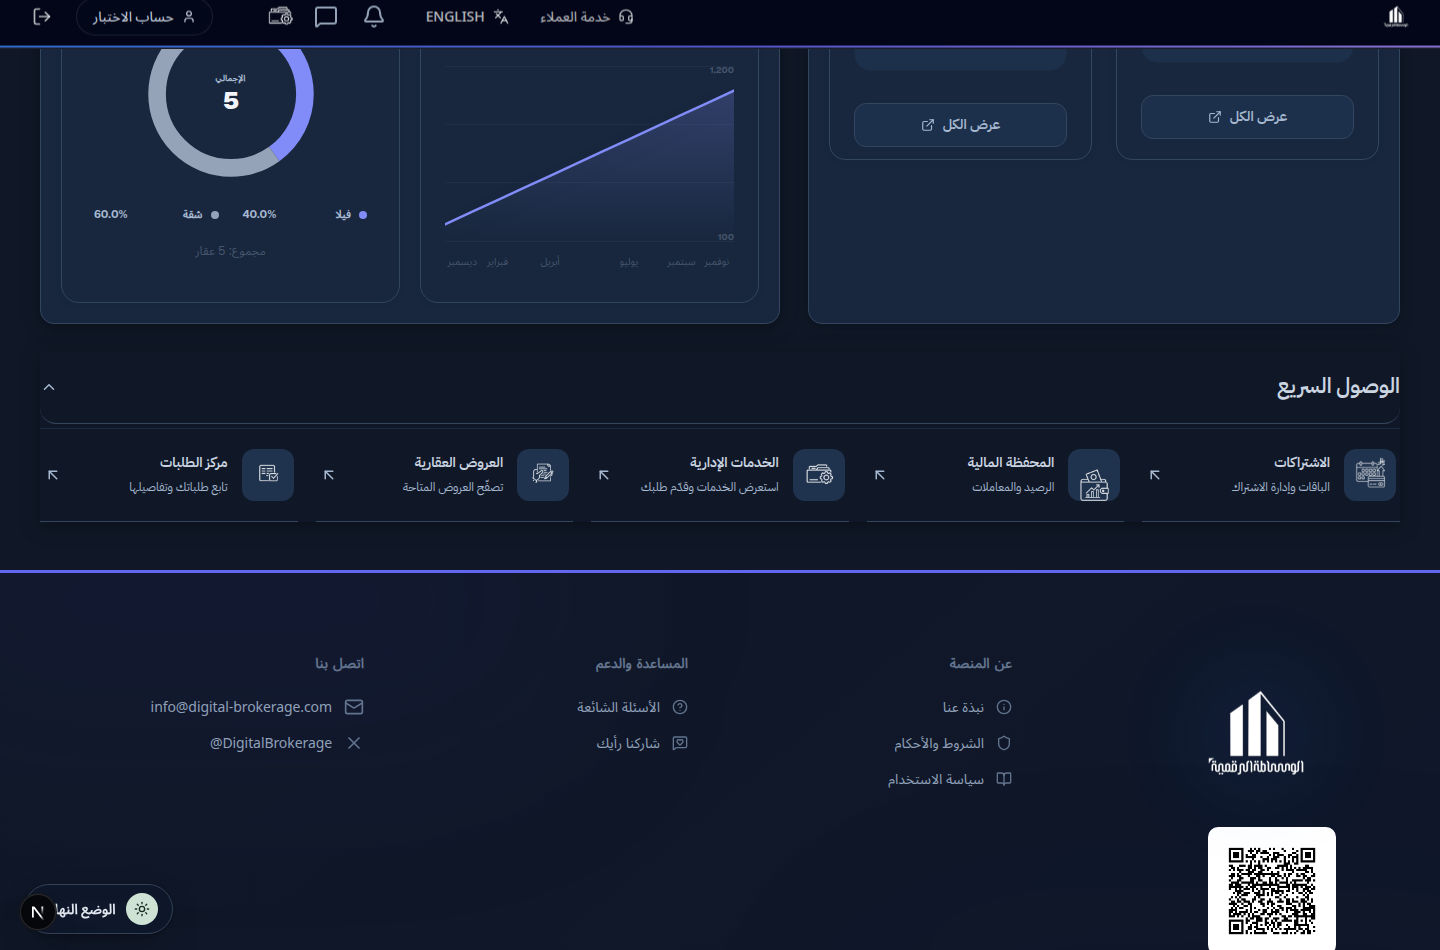 خدمة العملاء
ENGLISH
حساب الاختبار
عرض الكل
عرض الكل
1,200
100
ديسمبر فبراير أبريل يوليو سبتمبر نوفمبر
الإجمالي
5
فيلا 40.0% شقة 60.0%
مجموع: 5 عقار
الوصول السريع
الاشتراكات
الباقات وإدارة الاشتراك
المحفظة المالية
الرصيد والمعاملات
الخدمات الإدارية
استعرض الخدمات وقدّم طلبك
العروض العقارية
تصفّح العروض المتاحة
مركز الطلبات
تابع طلباتك وتفاصيلها
الوساطة الرقمية
عن المنصة
نبذة عنا
الشروط والأحكام
سياسة الاستخدام
المساعدة والدعم
الأسئلة الشائعة
شاركنا رأيك
اتصل بنا
info@digital-brokerage.com
@DigitalBrokerage
الوضع النها
N